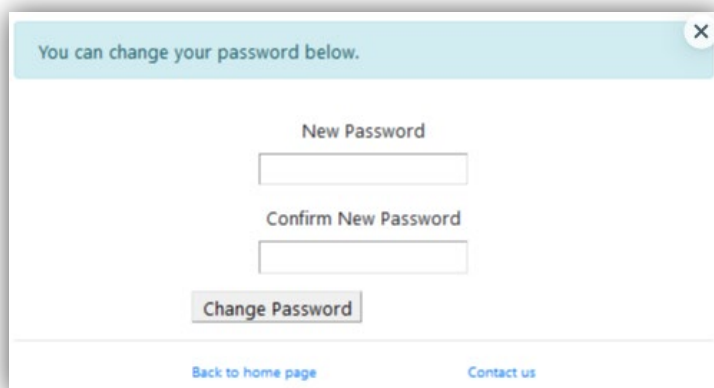 You can change your password below.
New Password
Confirm New Password
Change Password
Back to home page Contact us